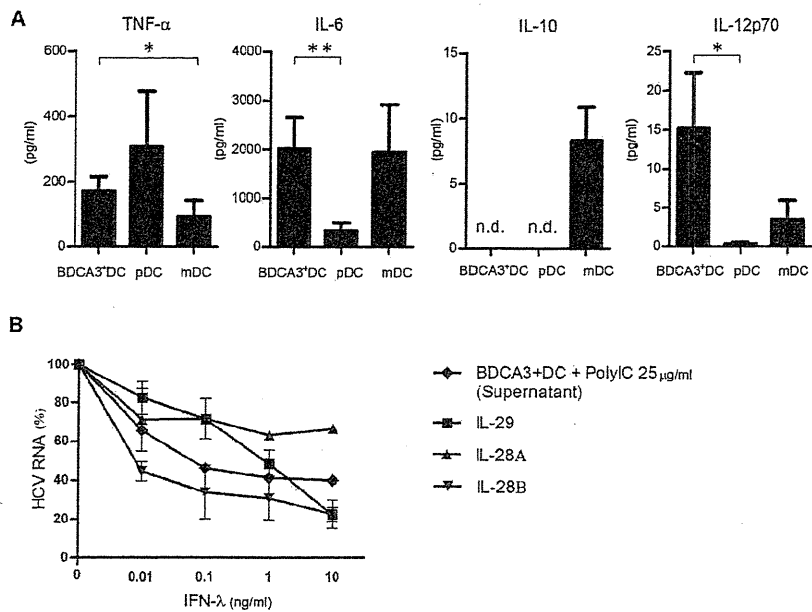 A
TNF-α
IL-6
IL-10
IL-12p70
*
**
*
(pg/ml)
600
400
200
0
BDCA3+DC pDC mDC
(pg/ml)
4000
3000
2000
1000
0
BDCA3+DC pDC mDC
(pg/ml)
15
10
5
0
n.d. n.d.
BDCA3+DC pDC mDC
(pg/ml)
25
20
15
10
5
0
BDCA3+DC pDC mDC
B
HCV RNA (%)
100
80
60
40
20
0
0 0.01 0.1 1 10
IFN-λ (ng/ml)
BDCA3+DC + PolyIC 25μg/ml
(Supernatant)
IL-29
IL-28A
IL-28B